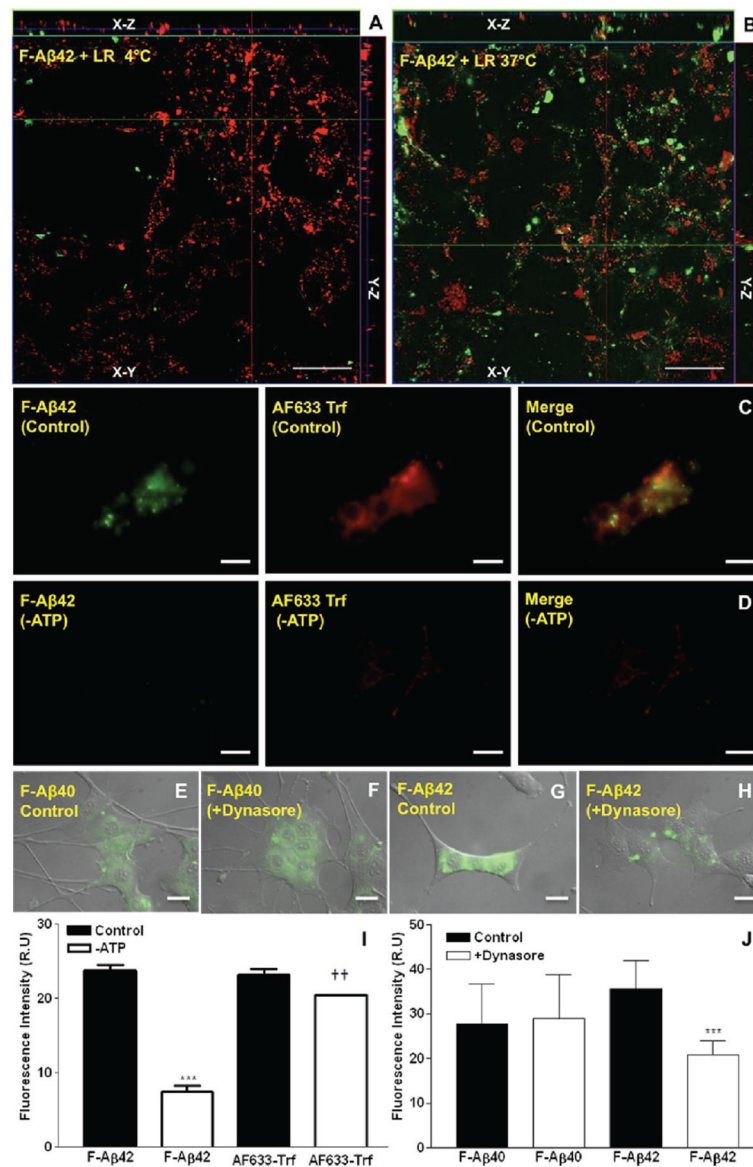 X-Z
A
F-Aβ42 + LR 4°C
Y-Z
X-Y
X-Z
B
F-Aβ42 + LR 37°C
Y-Z
X-Y
F-Aβ42
(Control)
AF633 Trf
(Control)
Merge
(Control)
C
F-Aβ42
(-ATP)
AF633 Trf
(-ATP)
Merge
(-ATP)
D
F-Aβ40
Control
E
F-Aβ40
(+Dynasore)
F
F-Aβ42
Control
G
F-Aβ42
(+Dynasore)
H
Fluorescence Intensity (R.U)
30
20
10
0
Control
-ATP
I
***
††
F-Aβ42 F-Aβ42 AF633-Trf AF633-Trf
Fluorescence Intensity (R.U)
50
40
30
20
10
0
Control
+Dynasore
J
***
F-Aβ40 F-Aβ40 F-Aβ42 F-Aβ42